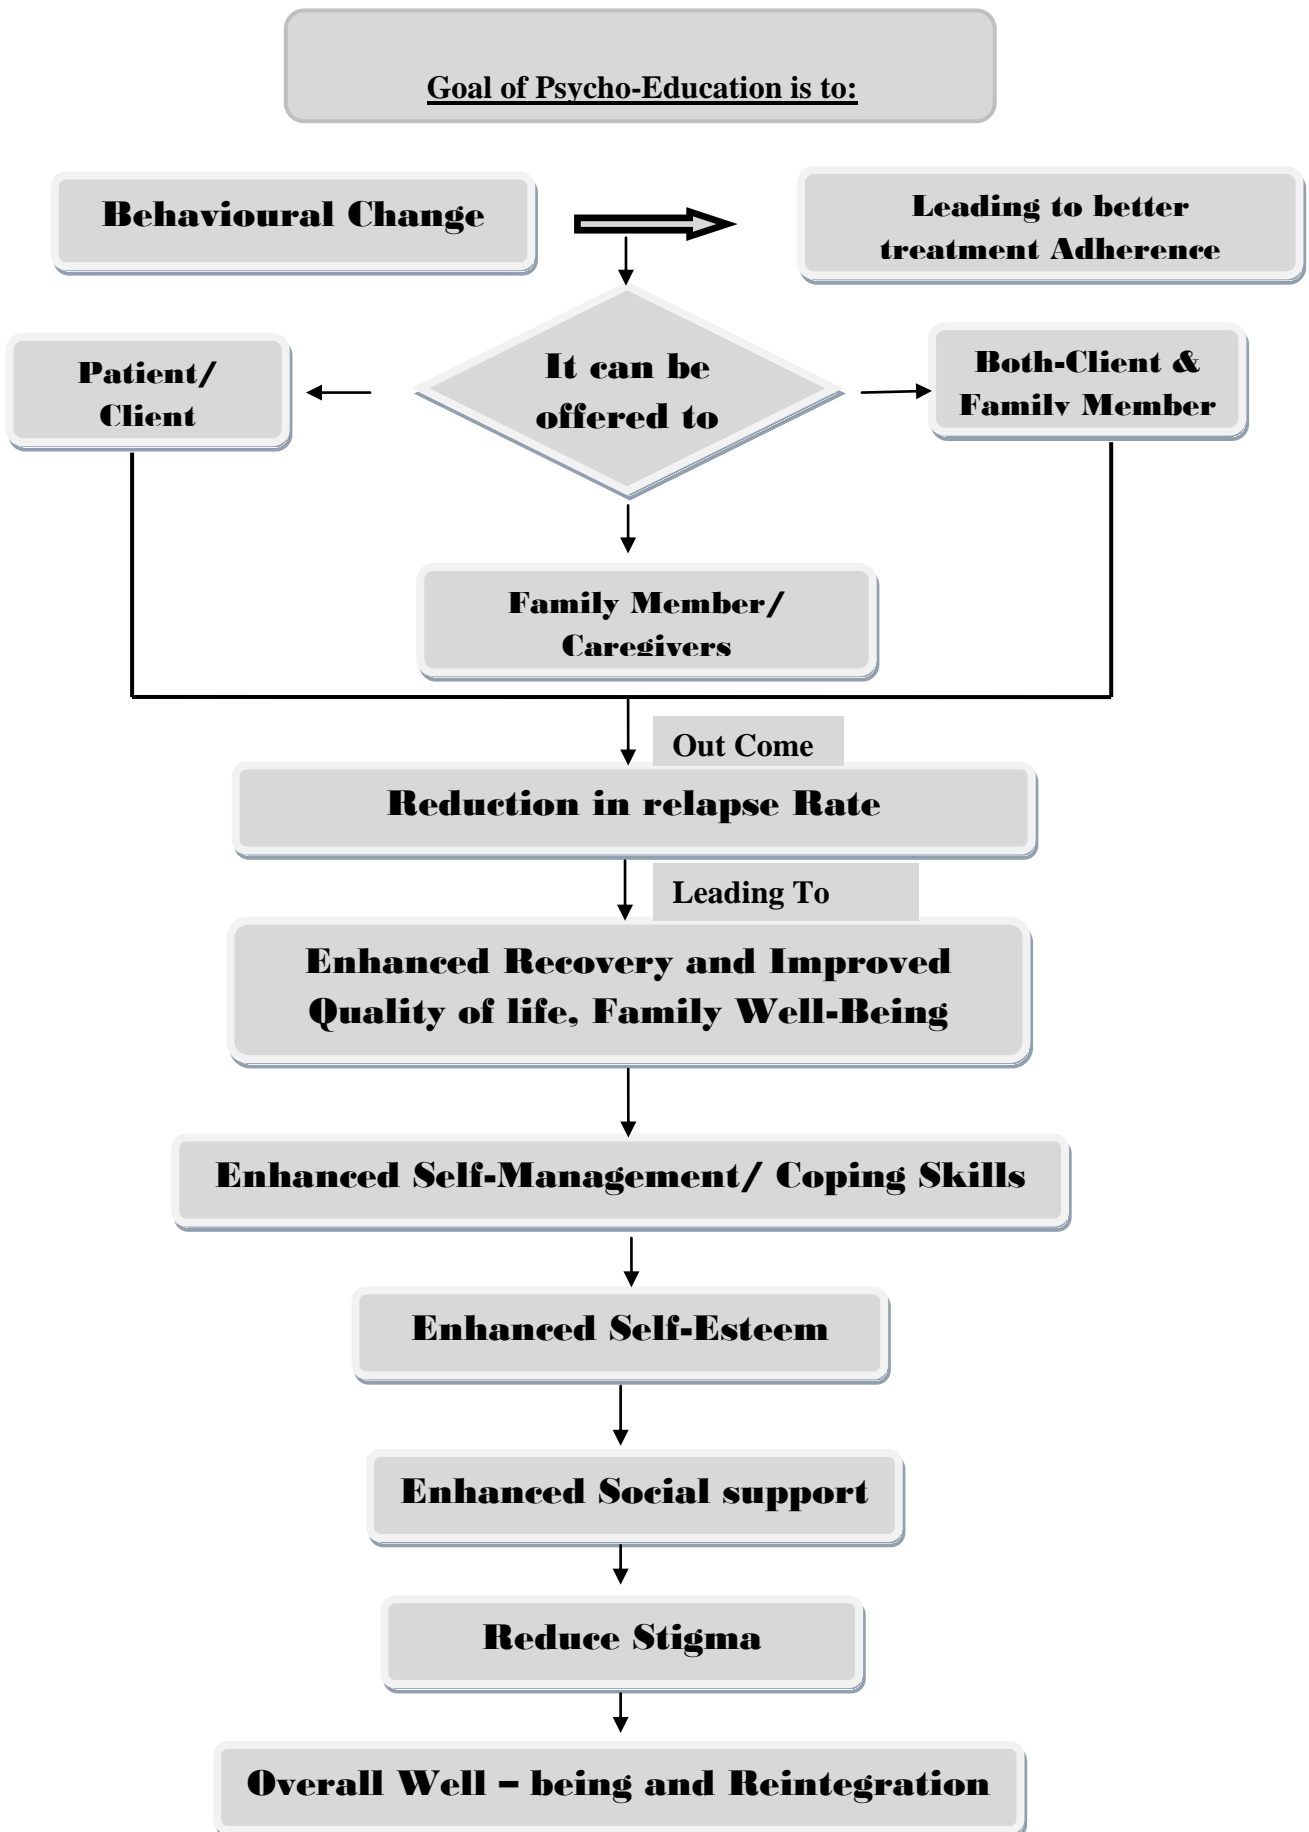 Goal of Psycho-Education is to:
Behavioural Change
Leading to better
treatment Adherence
It can be
offered to
Patient/
Client
Both-Client &
Family Member
Family Member/
Caregivers
Out Come
Reduction in relapse Rate
Leading To
Enhanced Recovery and Improved
Quality of life, Family Well-Being
Enhanced Self-Management/ Coping Skills
Enhanced Self-Esteem
Enhanced Social support
Reduce Stigma
Overall Well – being and Reintegration